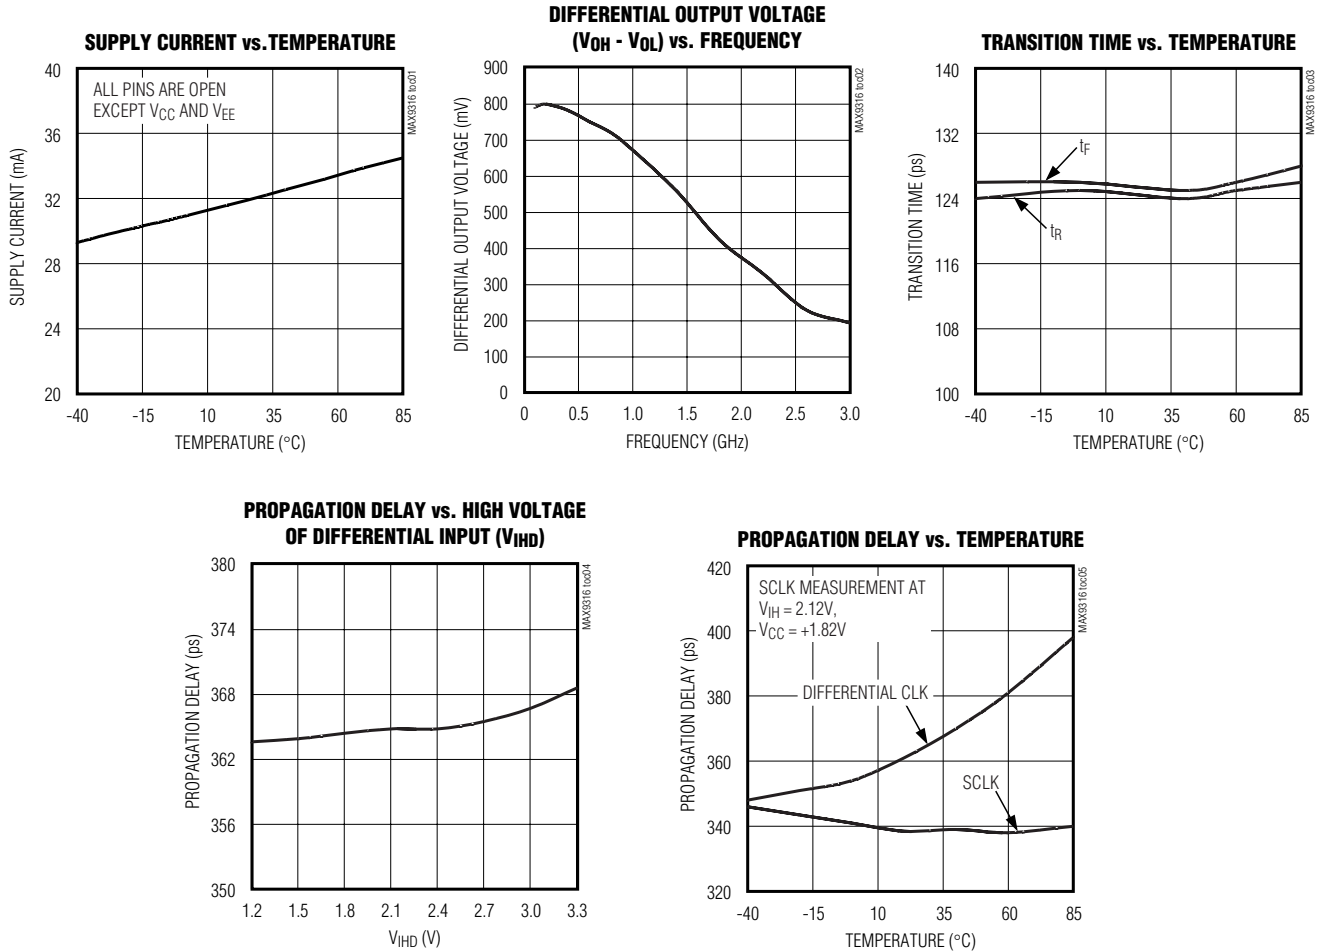 SUPPLY CURRENT vs.TEMPERATURE
ALL PINS ARE OPEN
EXCEPT VCC AND VEE
MAX9316 toc01
SUPPLY CURRENT (mA)
40
36
32
28
24
20
-40 -15 10 35 60 85
TEMPERATURE (°C)
DIFFERENTIAL OUTPUT VOLTAGE
(VOH - VOL) vs. FREQUENCY
MAX9316 toc02
DIFFERENTIAL OUTPUT VOLTAGE (mV)
900
800
700
600
500
400
300
200
100
0
0 0.5 1.0 1.5 2.0 2.5 3.0
FREQUENCY (GHz)
TRANSITION TIME vs. TEMPERATURE
MAX9316 toc03
TRANSITION TIME (ps)
140
132
124
116
108
100
tF
tR
-40 -15 10 35 60 85
TEMPERATURE (°C)
PROPAGATION DELAY vs. HIGH VOLTAGE
OF DIFFERENTIAL INPUT (VIHD)
MAX9316 toc04
PROPAGATION DELAY (ps)
380
374
368
362
356
350
1.2 1.5 1.8 2.1 2.4 2.7 3.0 3.3
VIHD (V)
PROPAGATION DELAY vs. TEMPERATURE
SCLK MEASUREMENT AT
VIH = 2.12V,
VCC = +1.82V
MAX9316 toc05
PROPAGATION DELAY (ps)
420
400
380
360
340
320
DIFFERENTIAL CLK
SCLK
-40 -15 10 35 60 85
TEMPERATURE (°C)